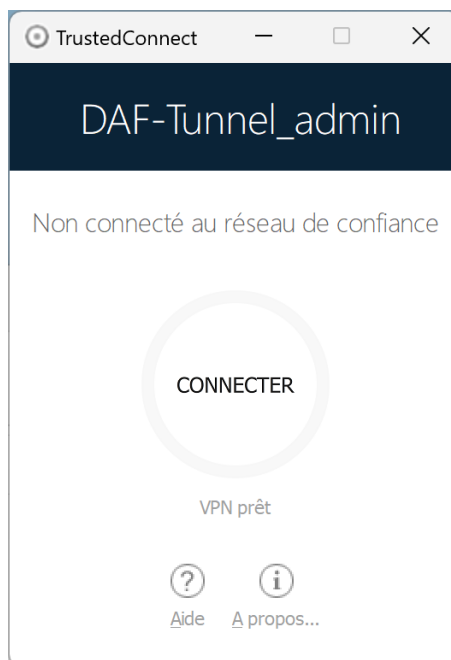 TrustedConnect
DAF-Tunnel_admin
Non connecté au réseau de confiance
CONNECTER
VPN prêt
Aide
A propos...